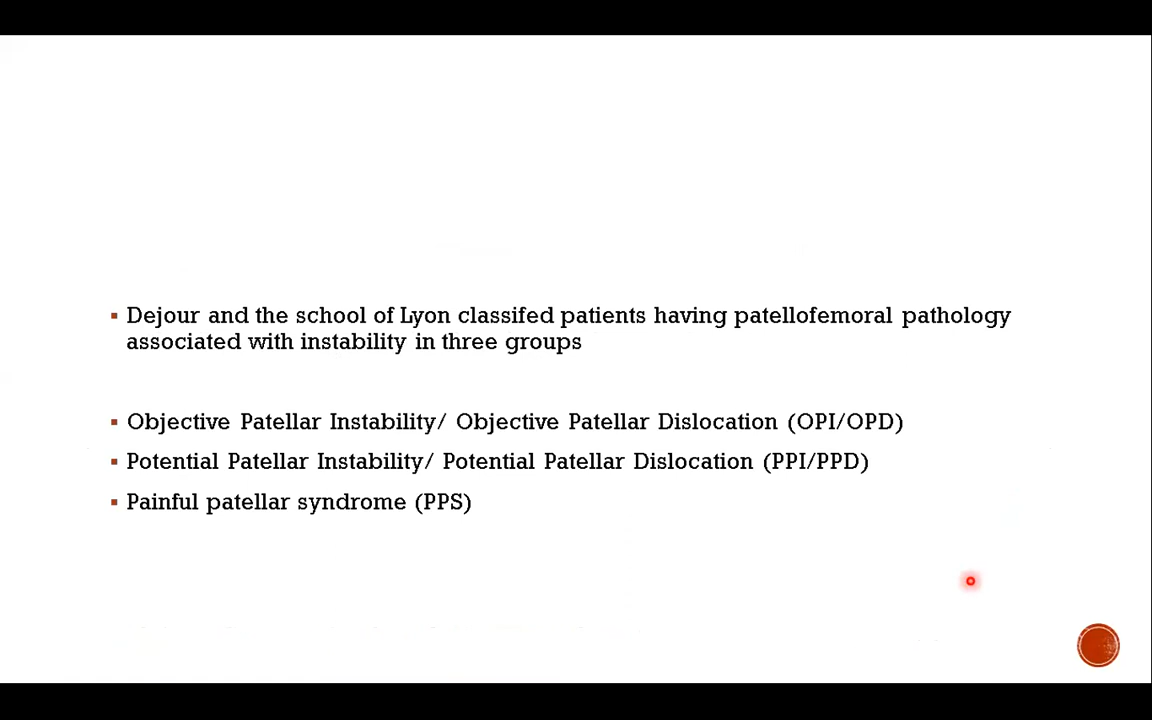 Dejour and the school of Lyon classifed patients having patellofemoral pathology
associated with instability in three groups
Objective Patellar Instability/ Objective Patellar Dislocation (OPI/OPD)
Potential Patellar Instability/ Potential Patellar Dislocation (PPI/PPD)
Painful patellar syndrome (PPS)